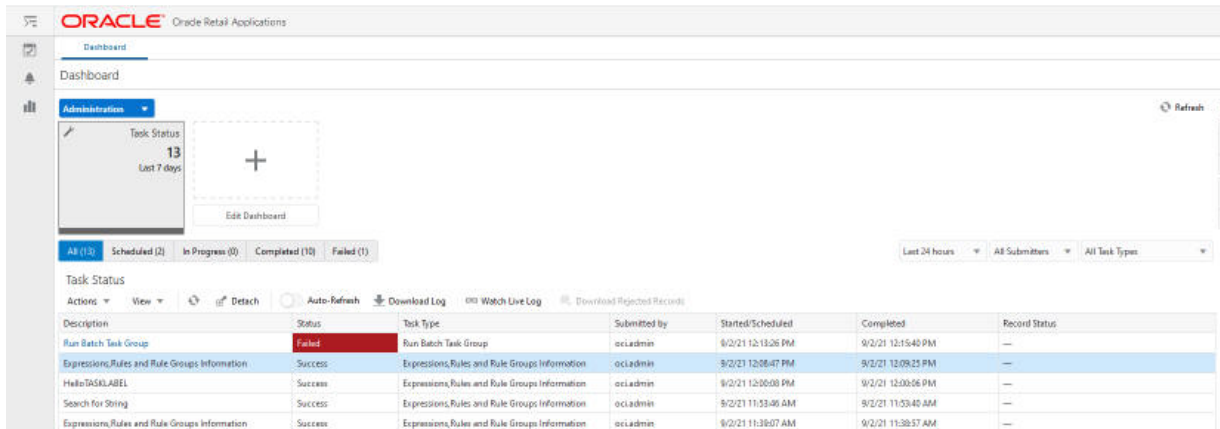 ORACLE Oracle Retail Applications
Dashboard
Dashboard
Administration
Refresh
Task Status
13
Last 7 days
Edit Dashboard
All (13) Scheduled (2) In Progress (0) Completed (10) Failed (1) Last 24 hours All Submitters All Task Types
Task Status
Actions View Detach Auto-Refresh Download Log Watch Live Log Download Rejected Records
Description Status Task Type Submitted by Started/Scheduled Completed Record Status
Run Batch Task Group Failed Run Batch Task Group oci.admin 9/2/21 12:13:26 PM 9/2/21 12:15:40 PM —
Expressions,Rules and Rule Groups Information Success Expressions,Rules and Rule Groups Information oci.admin 9/2/21 12:08:47 PM 9/2/21 12:09:25 PM —
HelloTASKLABEL Success Expressions,Rules and Rule Groups Information oci.admin 9/2/21 12:00:08 PM 9/2/21 12:00:06 PM —
Search for String Success Expressions,Rules and Rule Groups Information oci.admin 9/2/21 11:53:46 AM 9/2/21 11:53:40 AM —
Expressions,Rules and Rule Groups Information Success Expressions,Rules and Rule Groups Information oci.admin 9/2/21 11:39:07 AM 9/2/21 11:38:57 AM —